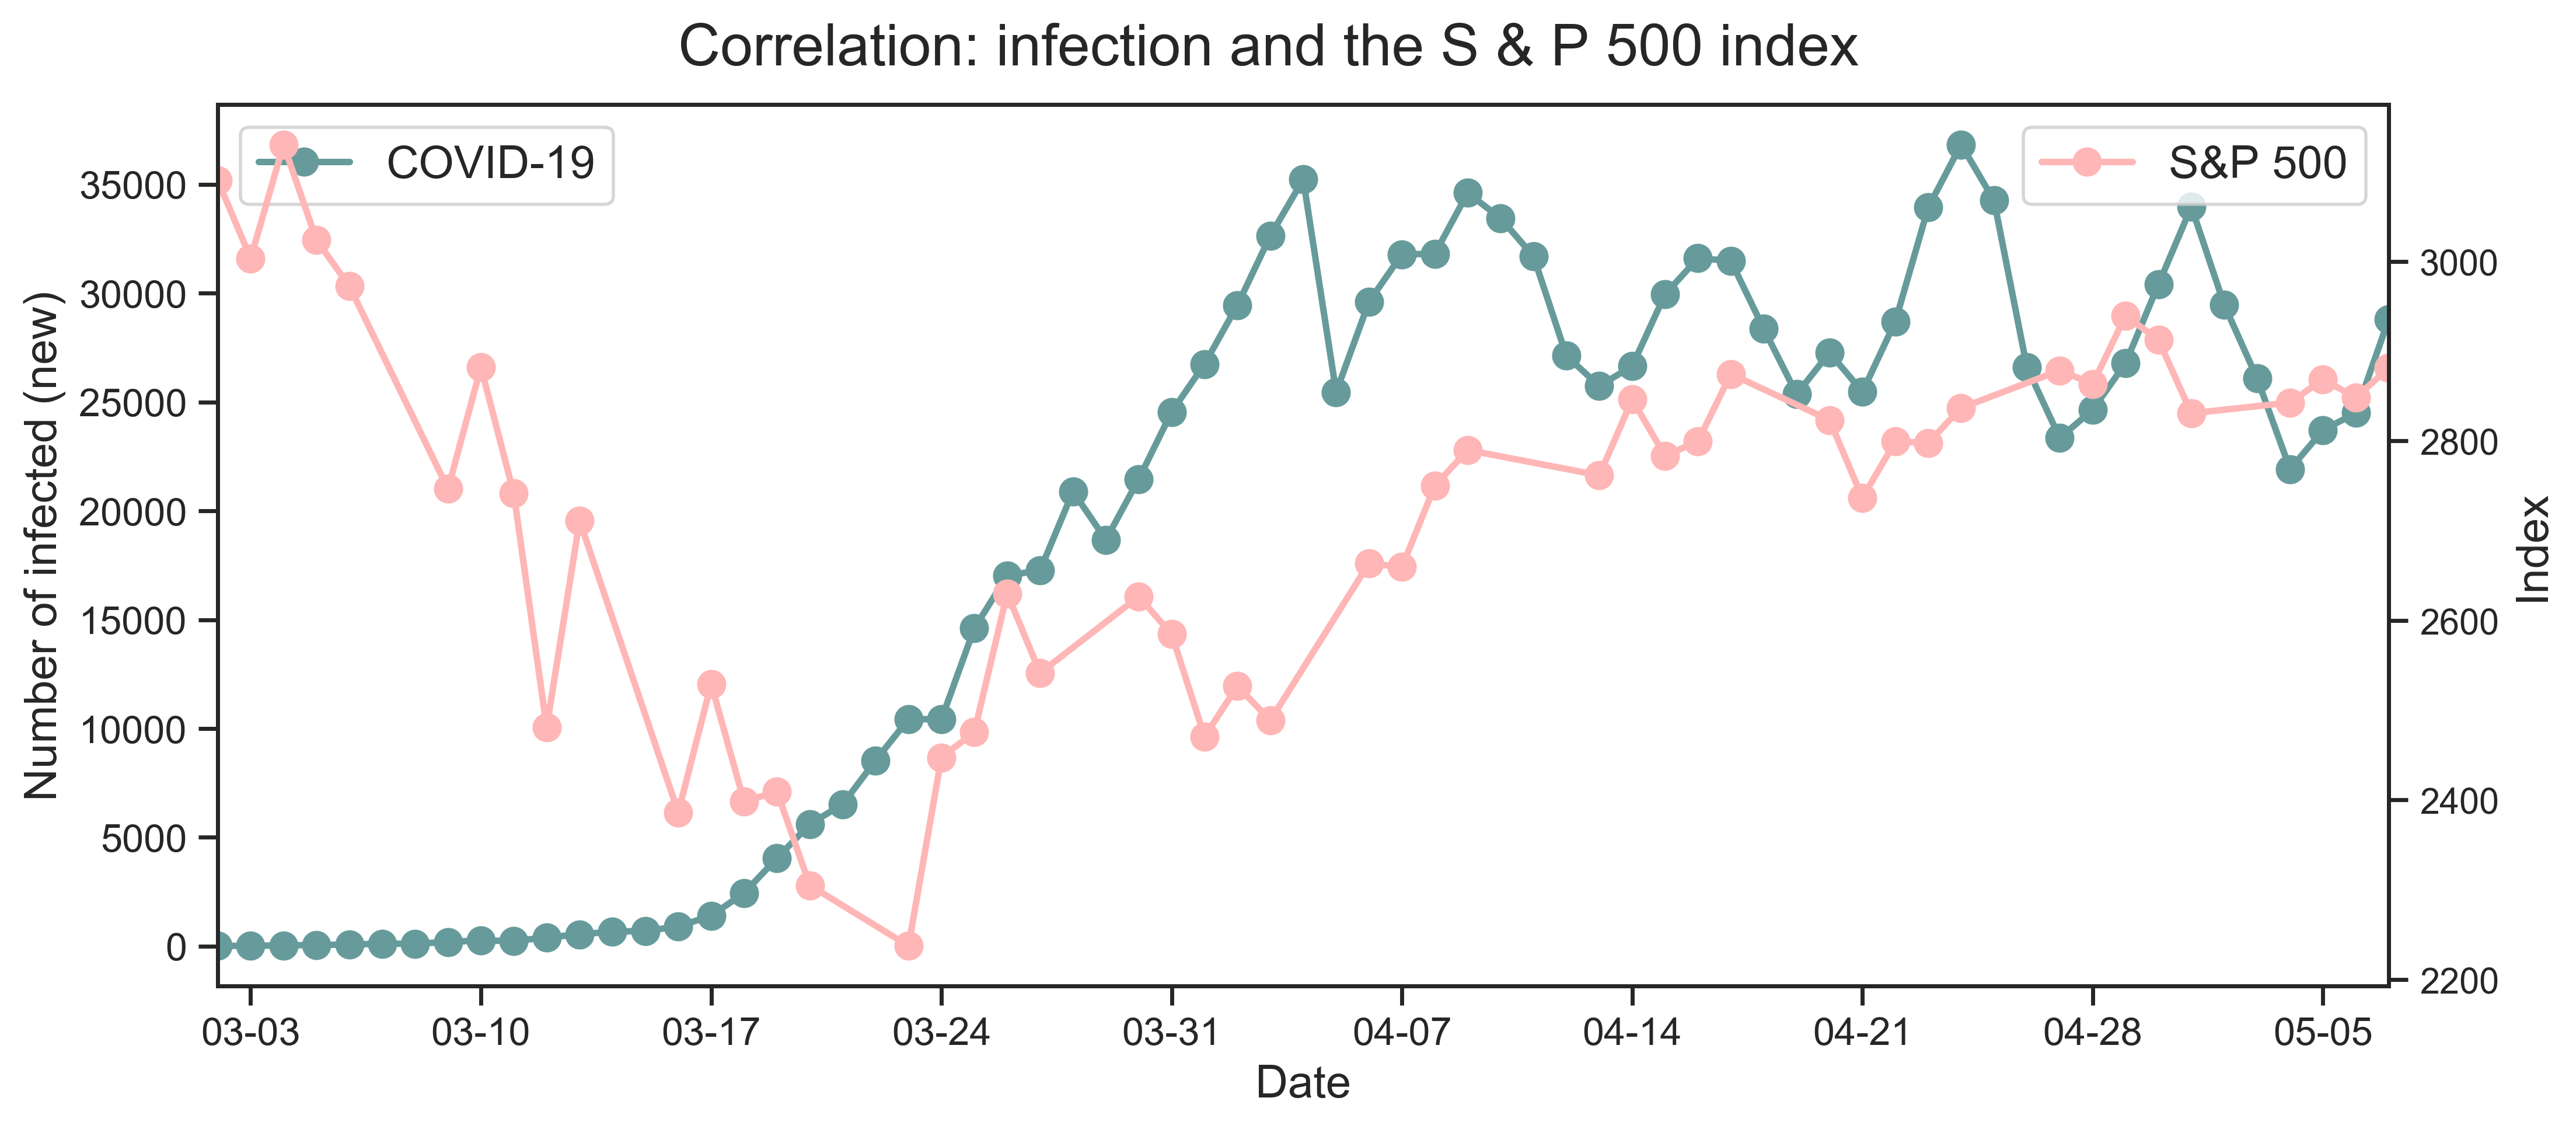 Correlation: infection and the S & P 500 index
COVID-19
S&P 500
Number of infected (new)
35000
30000
25000
20000
15000
10000
5000
0
3000
2800
2600
2400
2200
Index
03-03 03-10 03-17 03-24 03-31 04-07 04-14 04-21 04-28 05-05
Date